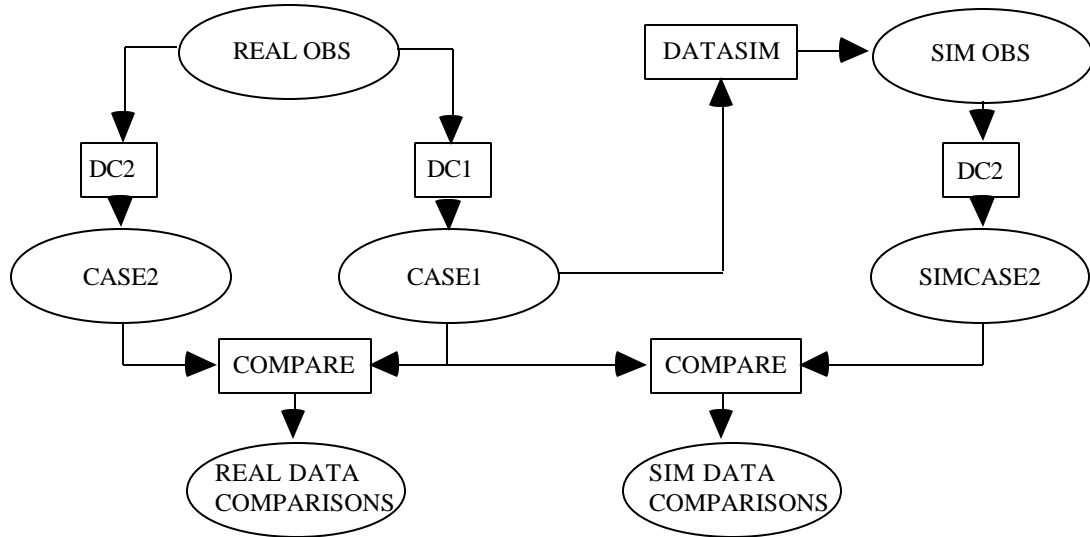 REAL OBS
DATASIM
SIM OBS
DC2
DC1
DC2
CASE2
CASE1
SIMCASE2
COMPARE
COMPARE
REAL DATA
COMPARISONS
SIM DATA
COMPARISONS